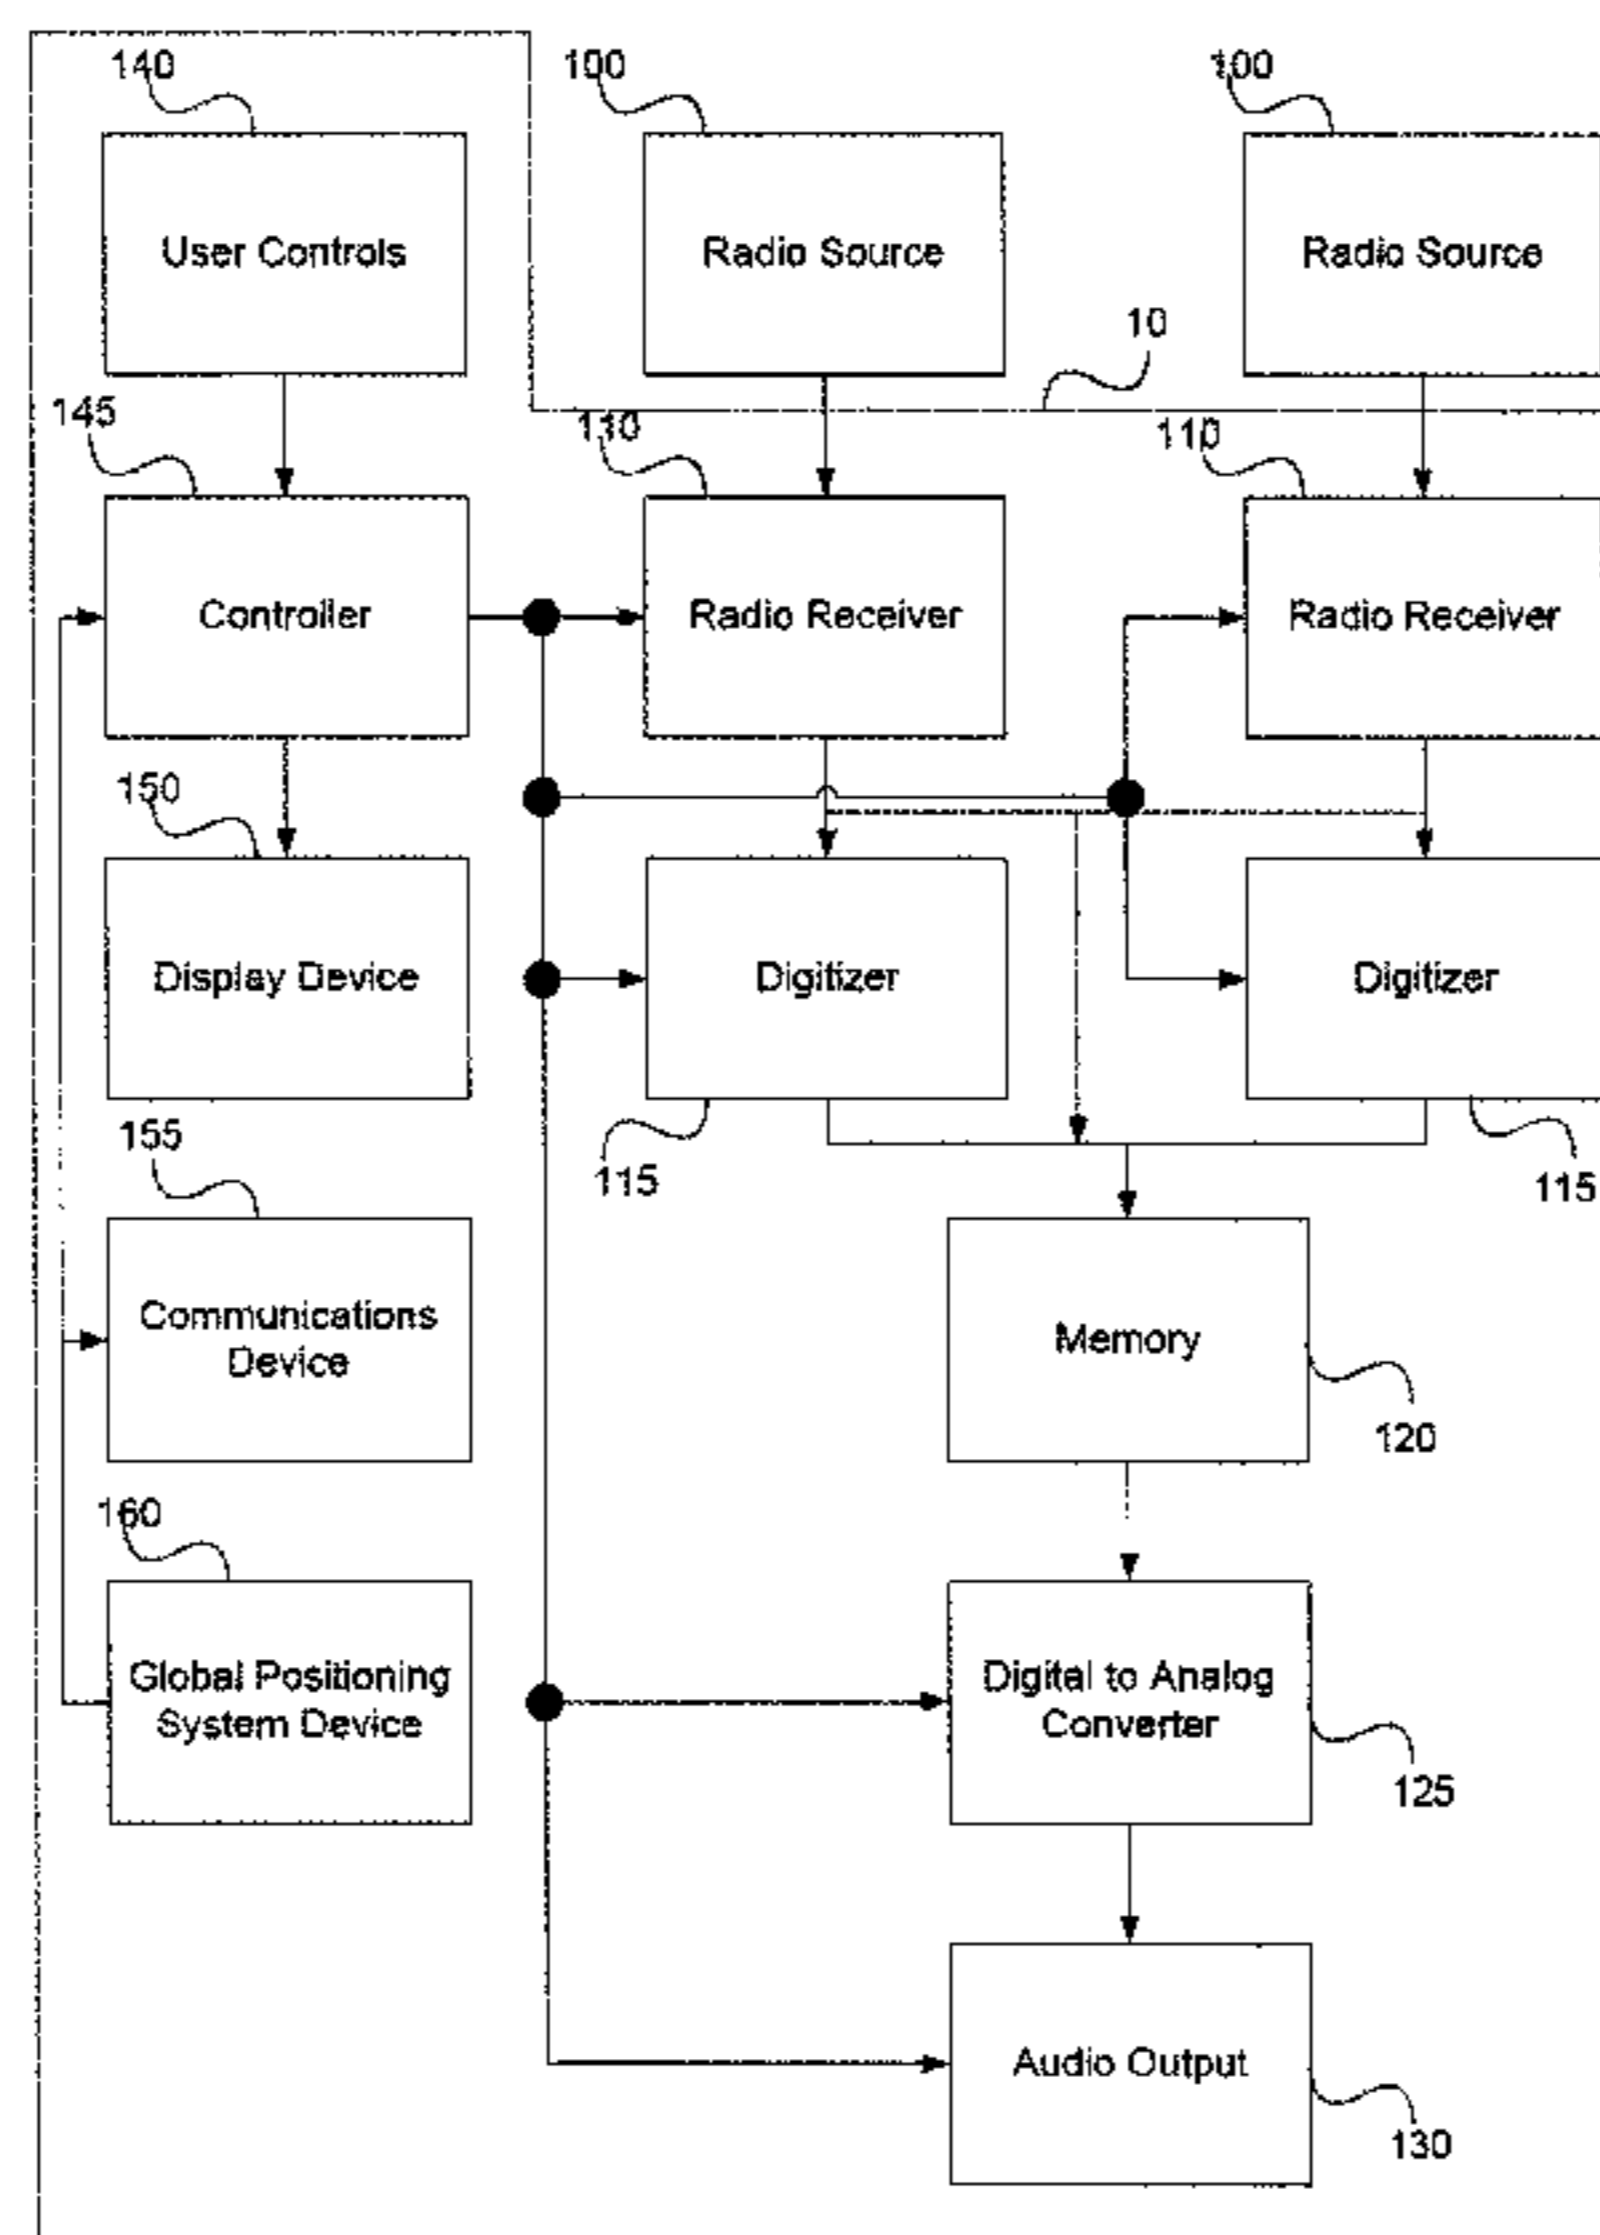 140
100
100
User Controls
Radio Source
Radio Source
10
145
110
110
Controller
Radio Receiver
Radio Receiver
150
Display Device
Digitizer
Digitizer
155
115
115
Communications
Device
Memory
120
160
Global Positioning
System Device
Digital to Analog
Converter
125
Audio Output
130